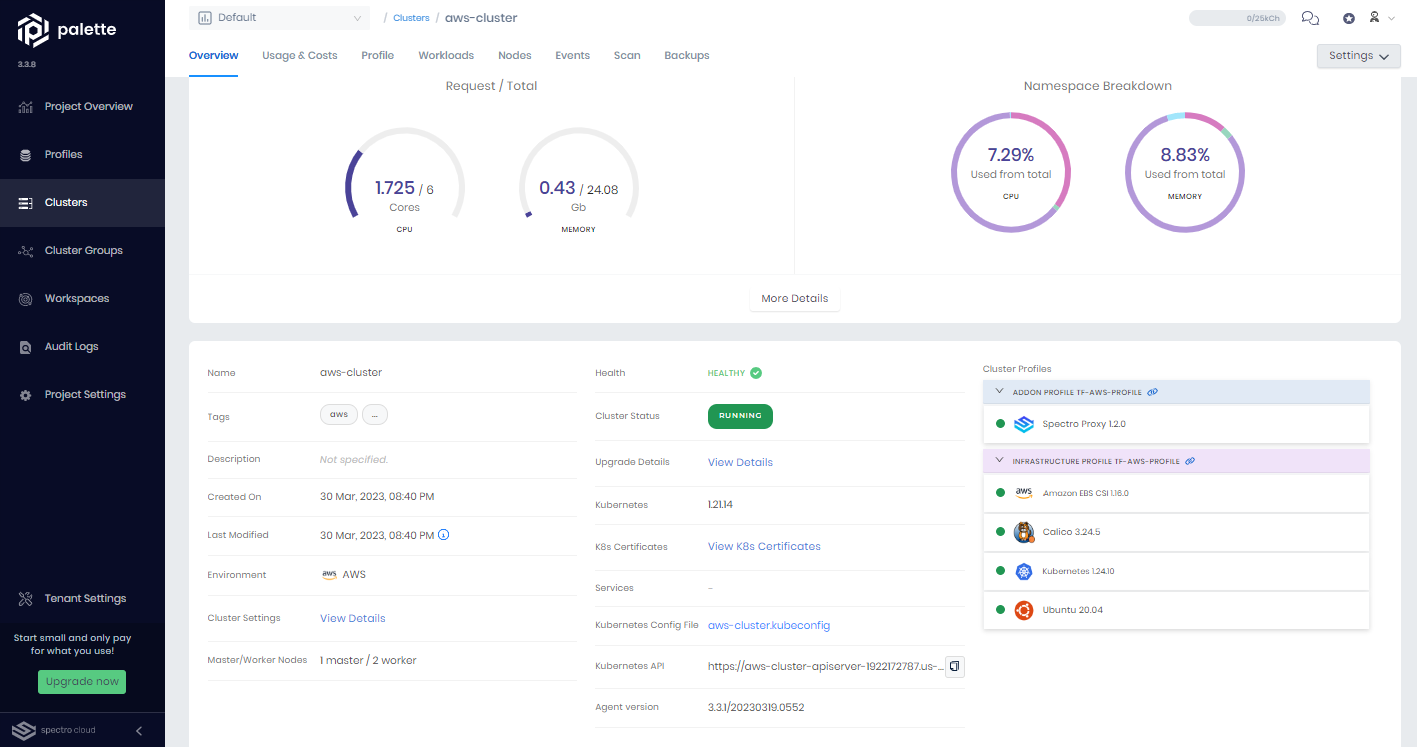 palette
3.3.8
Project Overview
Profiles
Clusters
Cluster Groups
Workspaces
Audit Logs
Project Settings
Tenant Settings
Start small and only pay
for what you use!
Upgrade now
spectro cloud
Default
/ Clusters / aws-cluster
0/25kCh
Overview Usage & Costs Profile Workloads Nodes Events Scan Backups
Settings
Request / Total
1.725 / 6
Cores
CPU
0.43 / 24.08
Gb
MEMORY
Namespace Breakdown
7.29%
Used from total
CPU
8.83%
Used from total
MEMORY
More Details
Name aws-cluster
Tags aws ...
Description Not specified.
Created On 30 Mar, 2023, 08:40 PM
Last Modified 30 Mar, 2023, 08:40 PM
Environment aws AWS
Cluster Settings View Details
Master/Worker Nodes 1 master / 2 worker
Health HEALTHY
Cluster Status RUNNING
Upgrade Details View Details
Kubernetes 1.21.14
K8s Certificates View K8s Certificates
Services -
Kubernetes Config File aws-cluster.kubeconfig
Kubernetes API https://aws-cluster-apiserver-1922172787.us-...
Agent version 3.3.1/20230319.0552
Cluster Profiles
ADDON PROFILE TF-AWS-PROFILE
Spectro Proxy 1.2.0
INFRASTRUCTURE PROFILE TF-AWS-PROFILE
aws Amazon EBS CSI 1.16.0
Calico 3.24.5
Kubernetes 1.24.10
Ubuntu 20.04